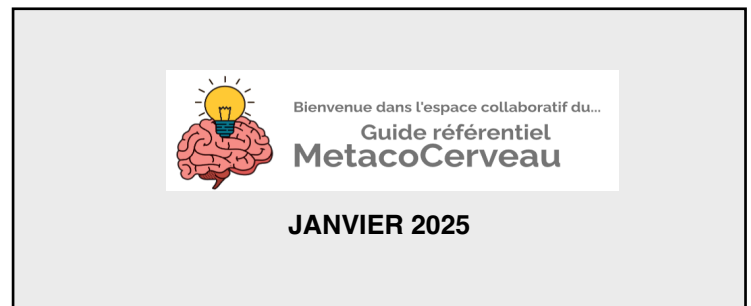 Bienvenue dans l'espace collaboratif du...
Guide référentiel
MetacoCerveau
JANVIER 2025